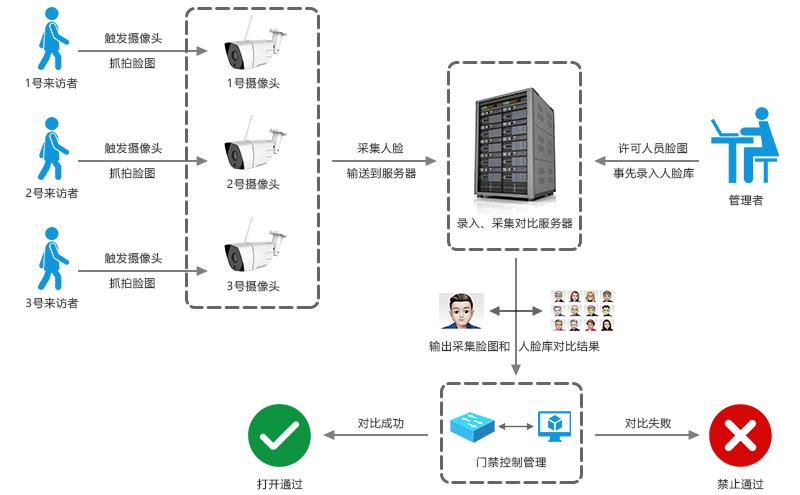 触发摄像头
抓拍脸图
1号来访者
1号摄像头
触发摄像头
抓拍脸图
2号来访者
2号摄像头
触发摄像头
抓拍脸图
3号来访者
3号摄像头
采集人脸
输送到服务器
录入、采集对比服务器
许可人员脸图
事先录入人脸库
管理者
输出采集脸图和
人脸库对比结果
对比成功
打开通过
门禁控制管理
对比失败
禁止通过